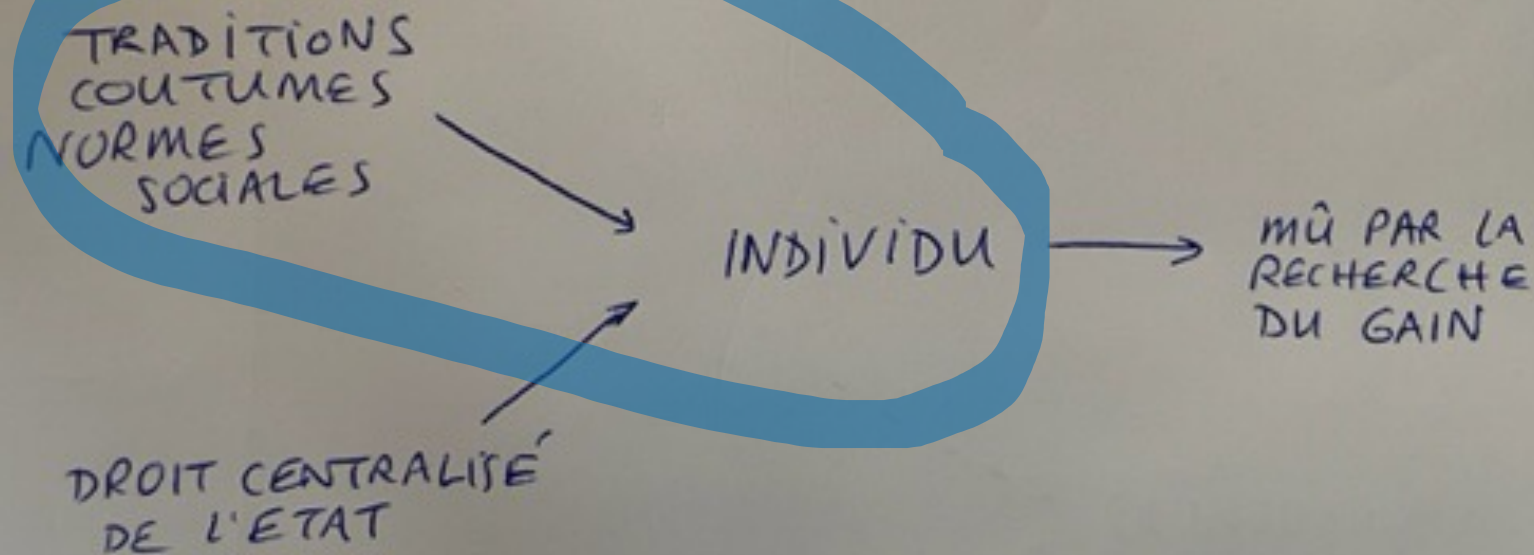 TRADITIONS
COUTUMES
NORMES
SOCIALES
INDIVIDU
MÛ PAR LA
RECHERCHE
DU GAIN
DROIT CENTRALISÉ
DE L'ETAT